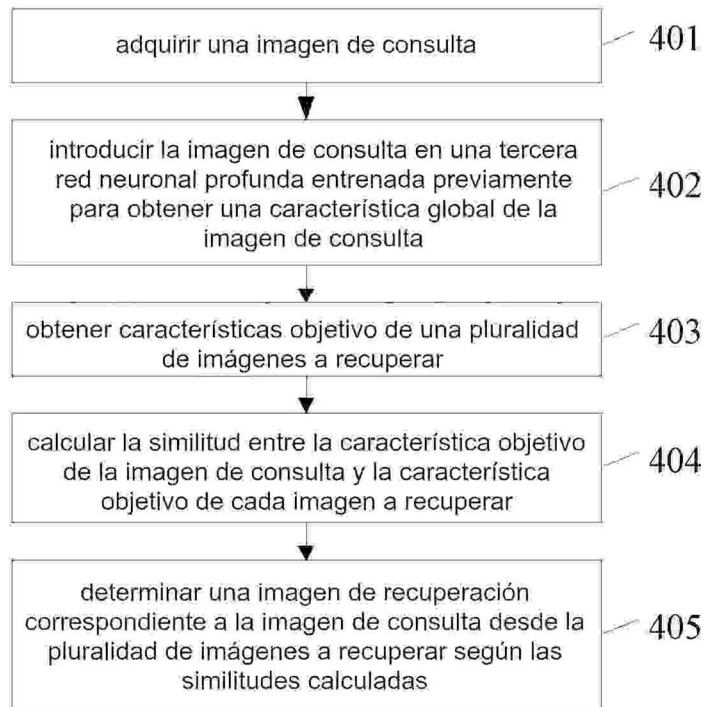 adquirir una imagen de consulta
401
introducir la imagen de consulta en una tercera
red neuronal profunda entrenada previamente
para obtener una característica global de la
imagen de consulta
402
obtener características objetivo de una pluralidad
de imágenes a recuperar
403
calcular la similitud entre la característica objetivo
de la imagen de consulta y la característica
objetivo de cada imagen a recuperar
404
determinar una imagen de recuperación
correspondiente a la imagen de consulta desde la
pluralidad de imágenes a recuperar según las
similitudes calculadas
405